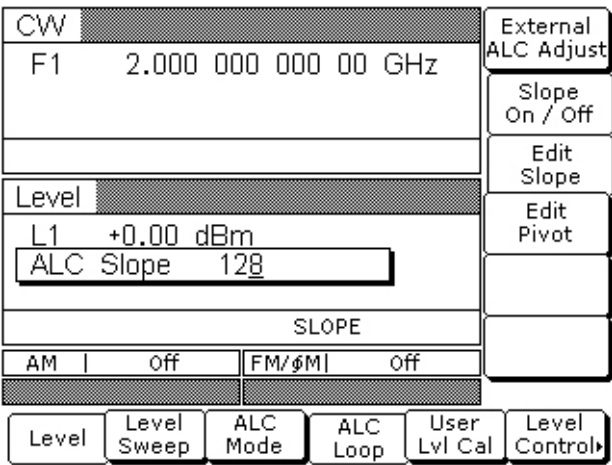 CW
F1 2.000 000 000 00 GHz
Level
L1 +0.00 dBm
ALC Slope 128
SLOPE
AM | Off
FM/ϕM| Off
External
ALC Adjust
Slope
On / Off
Edit
Slope
Edit
Pivot
Level
Level
Sweep
ALC
Mode
ALC
Loop
User
Lvl Cal
Level
Control▸